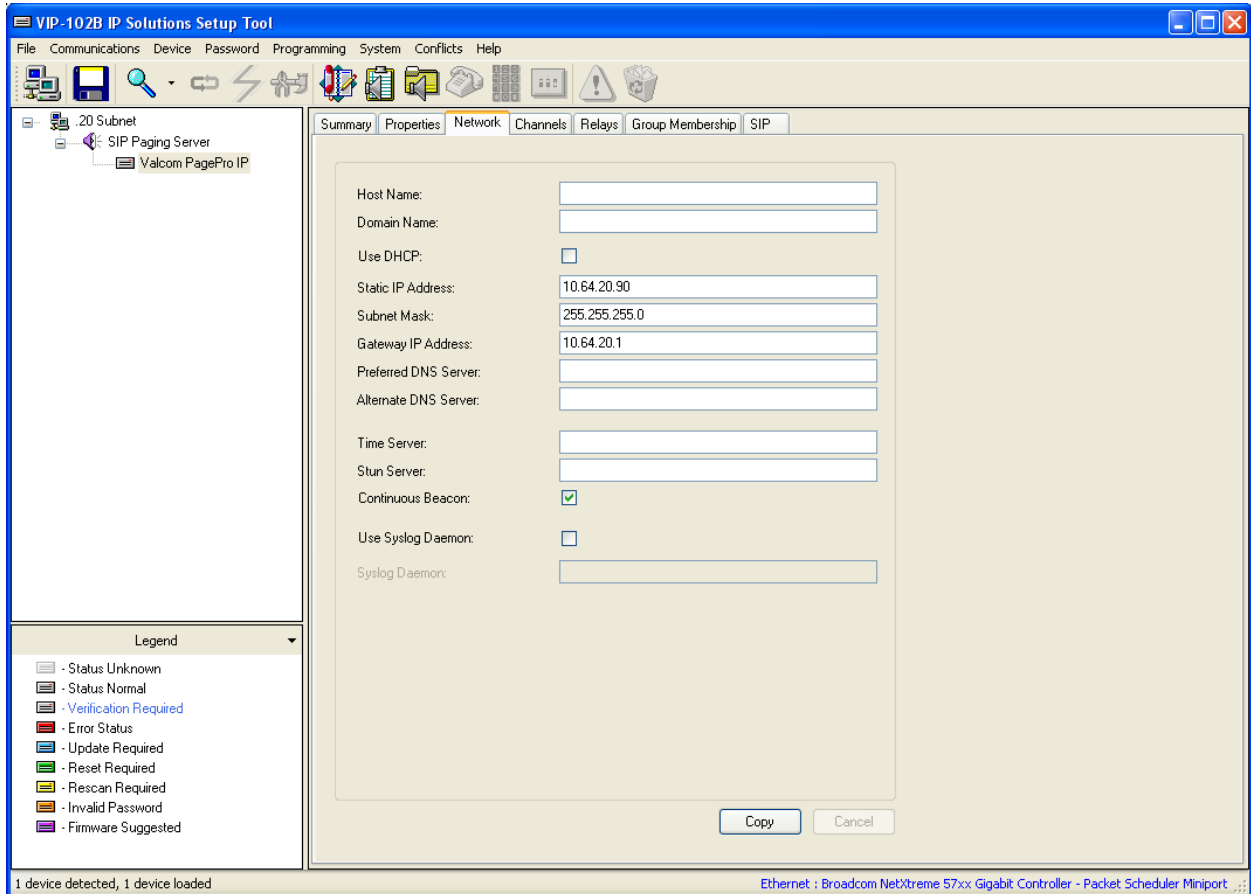 VIP-102B IP Solutions Setup Tool
File Communications Device Password Programming System Conflicts Help
.20 Subnet
SIP Paging Server
Valcom PagePro IP
Summary Properties Network Channels Relays Group Membership SIP
Host Name:
Domain Name:
Use DHCP:
Static IP Address: 10.64.20.90
Subnet Mask: 255.255.255.0
Gateway IP Address: 10.64.20.1
Preferred DNS Server:
Alternate DNS Server:
Time Server:
Stun Server:
Continuous Beacon:
Use Syslog Daemon:
Syslog Daemon:
Copy Cancel
Legend
- Status Unknown
- Status Normal
- Verification Required
- Error Status
- Update Required
- Reset Required
- Rescan Required
- Invalid Password
- Firmware Suggested
1 device detected, 1 device loaded
Ethernet : Broadcom NetXtreme 57xx Gigabit Controller - Packet Scheduler Miniport